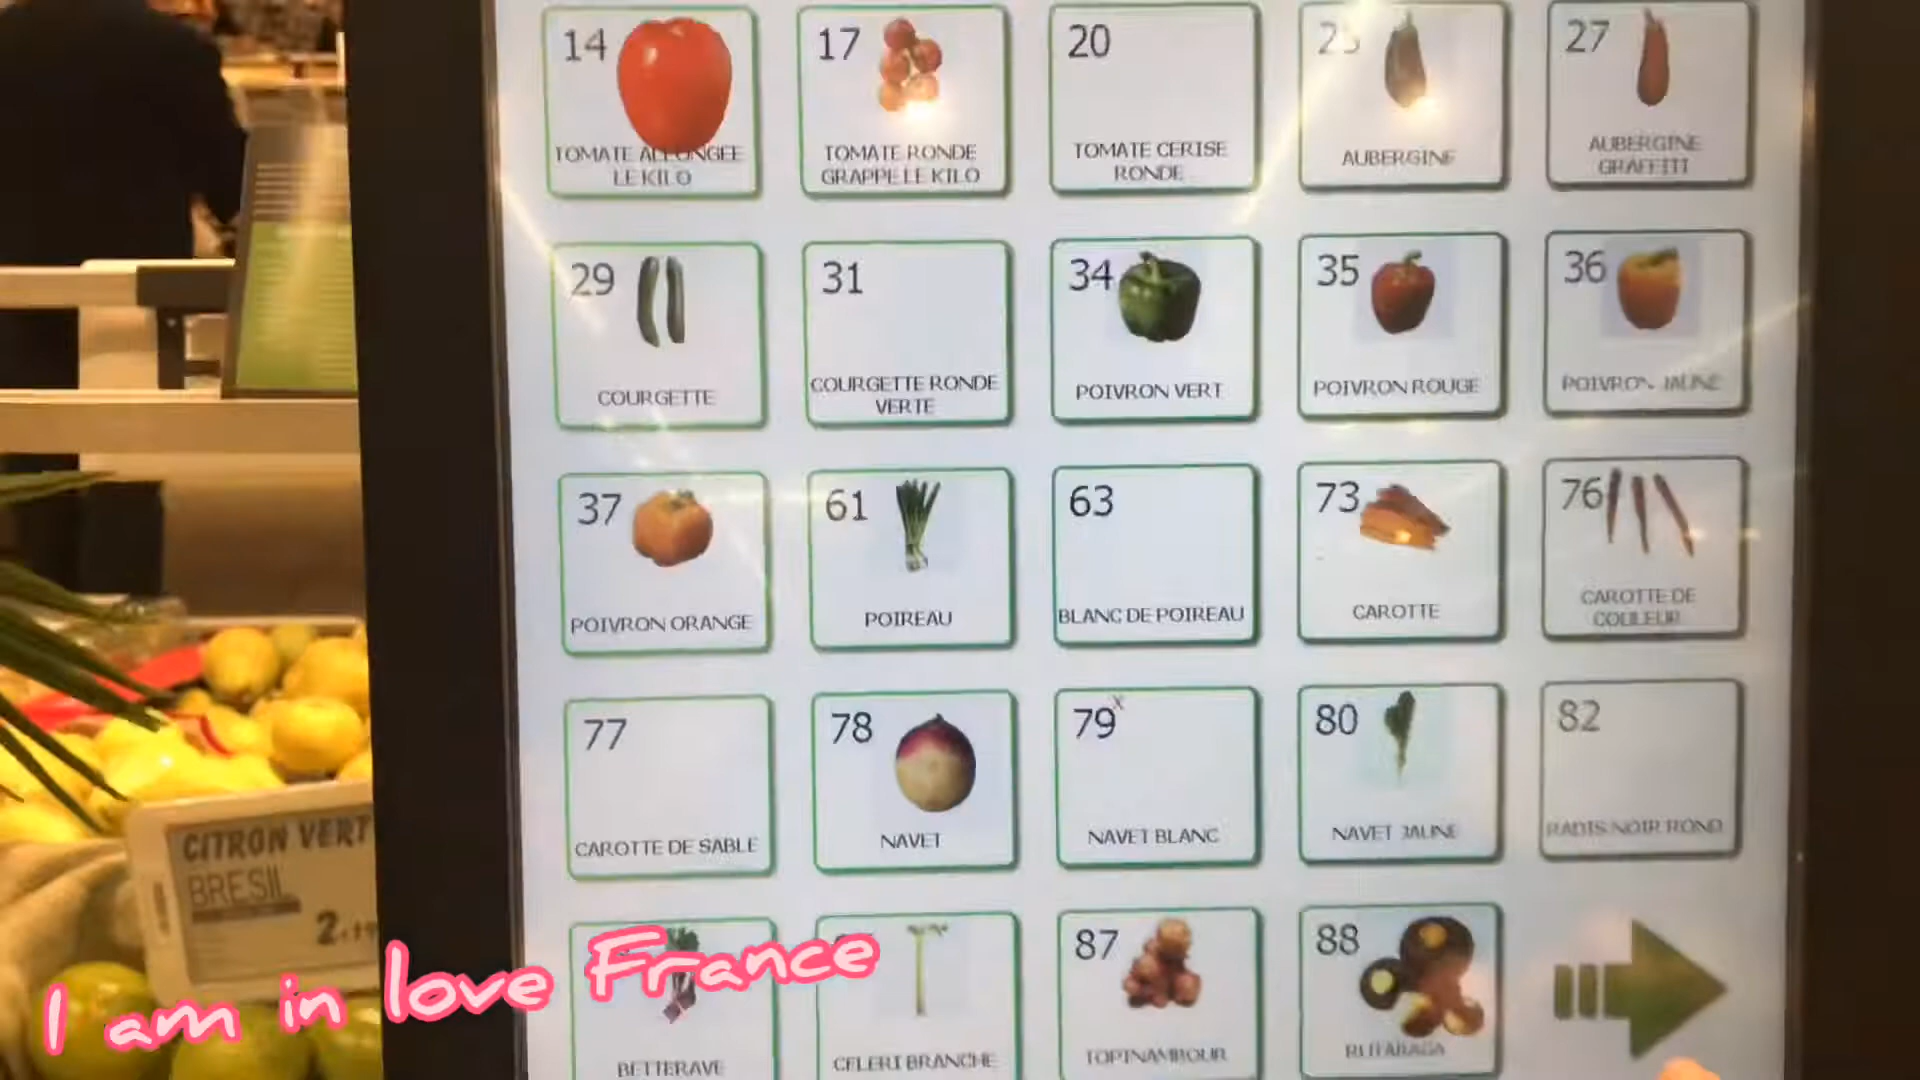 14
TOMATE ALLONGEE
LE KILO
17
TOMATE RONDE
GRAPPE LE KILO
20
TOMATE CERISE
RONDE
25
AUBERGINE
27
AUBERGINE
GRAFFITI
29
COURGETTE
31
COURGETTE RONDE
VERTE
34
POIVRON VERT
35
POIVRON ROUGE
36
POIVRON JAUNE
37
POIVRON ORANGE
61
POIREAU
63
BLANC DE POIREAU
73
CAROTTE
76
CAROTTE DE
COULEUR
77
CAROTTE DE SABLE
78
NAVET
79
NAVET BLANC
80
NAVET JAUNE
82
RADIS NOIR ROND
BETTERAVE
CELERI BRANCHE
87
TOPINAMBOUR
88
RUTABAGA
CITRON VERT
BRESIL
I am in love France